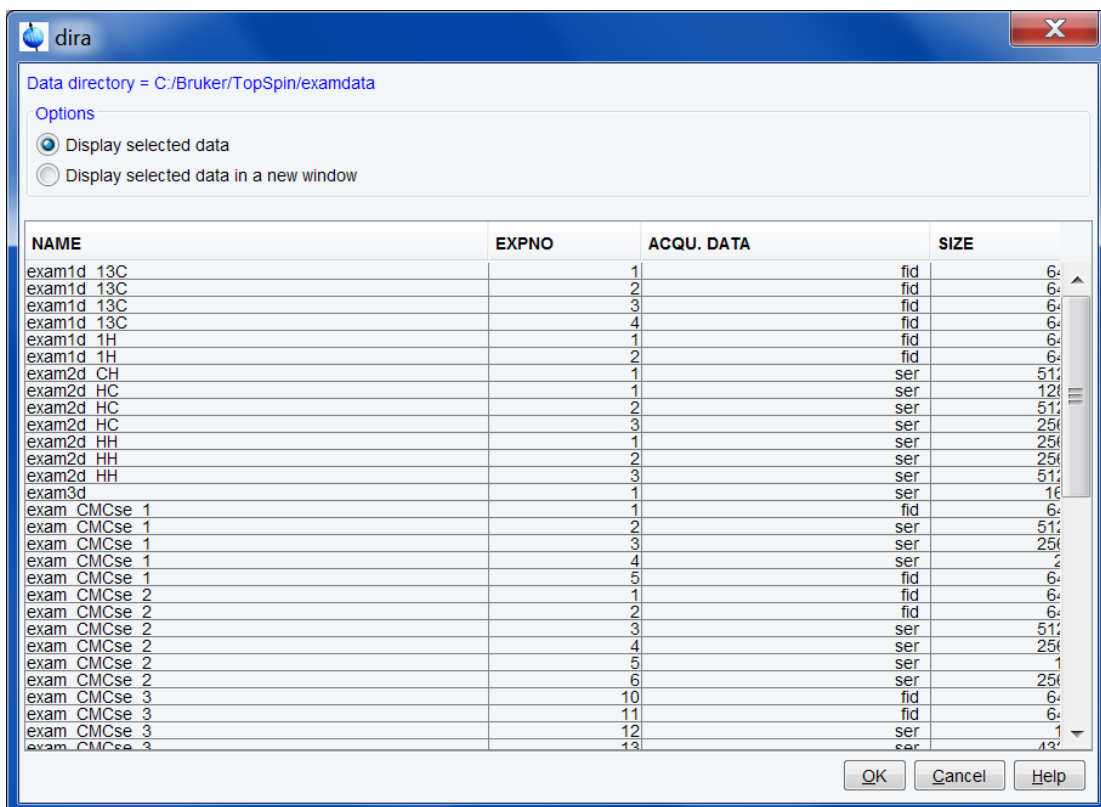 dira
Data directory = C:/Bruker/TopSpin/examdata
Options
Display selected data
Display selected data in a new window
NAME EXPNO ACQU. DATA SIZE
exam1d_13C 1 fid
exam1d_13C 2 fid
exam1d_13C 3 fid
exam1d_13C 4 fid
exam1d_1H 1 fid
exam1d_1H 2 fid
exam2d_CH 1 ser
exam2d_HC 1 ser
exam2d_HC 2 ser
exam2d_HC 3 ser
exam2d_HH 1 ser
exam2d_HH 2 ser
exam2d_HH 3 ser
exam3d 1 ser
exam_CMCse_1 1 fid
exam_CMCse_1 2 ser
exam_CMCse_1 3 ser
exam_CMCse_1 4 ser
exam_CMCse_1 5 fid
exam_CMCse_2 1 fid
exam_CMCse_2 2 fid
exam_CMCse_2 3 ser
exam_CMCse_2 4 ser
exam_CMCse_2 5 ser
exam_CMCse_2 6 ser
exam_CMCse_3 10 fid
exam_CMCse_3 11 fid
exam_CMCse_3 12 ser
exam_CMCse_3 13 ser
OK Cancel Help